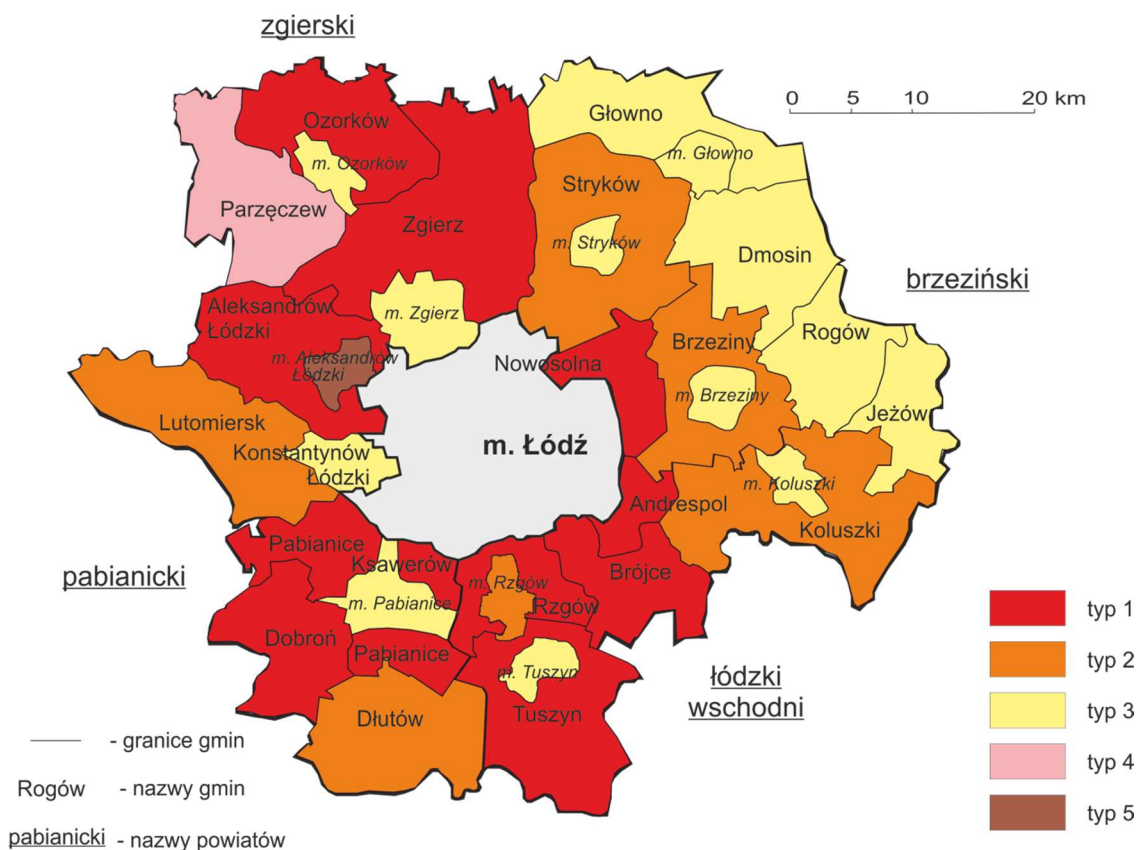 zgierski
0 5 10 20 km
Głowno
Ozorków
m. Ozorków
m. Głowno
Stryków
Parzęczew
Zgierz
m. Stryków
Dmosin
brzeziński
Aleksandrów
Łódzki
m. Zgierz
Rogów
Brzeziny
m. Aleksandrów
Łódzki
Nowosolna
m. Brzeziny
Jeżów
Lutomiersk
m. Łódź
Konstantynów
Łódzki
m. Koluszki
Andrespol
Koluszki
Pabianice
Ksawerów
Brójce
pabianicki
m. Rzgów
m. Pabianice
Rzgów
Dobroń
Pabianice
m. Tuszyn
łódzki
wschodni
Dłutów
Tuszyn
typ 1
typ 2
typ 3
typ 4
typ 5
- granice gmin
Rogów - nazwy gmin
pabianicki - nazwy powiatów